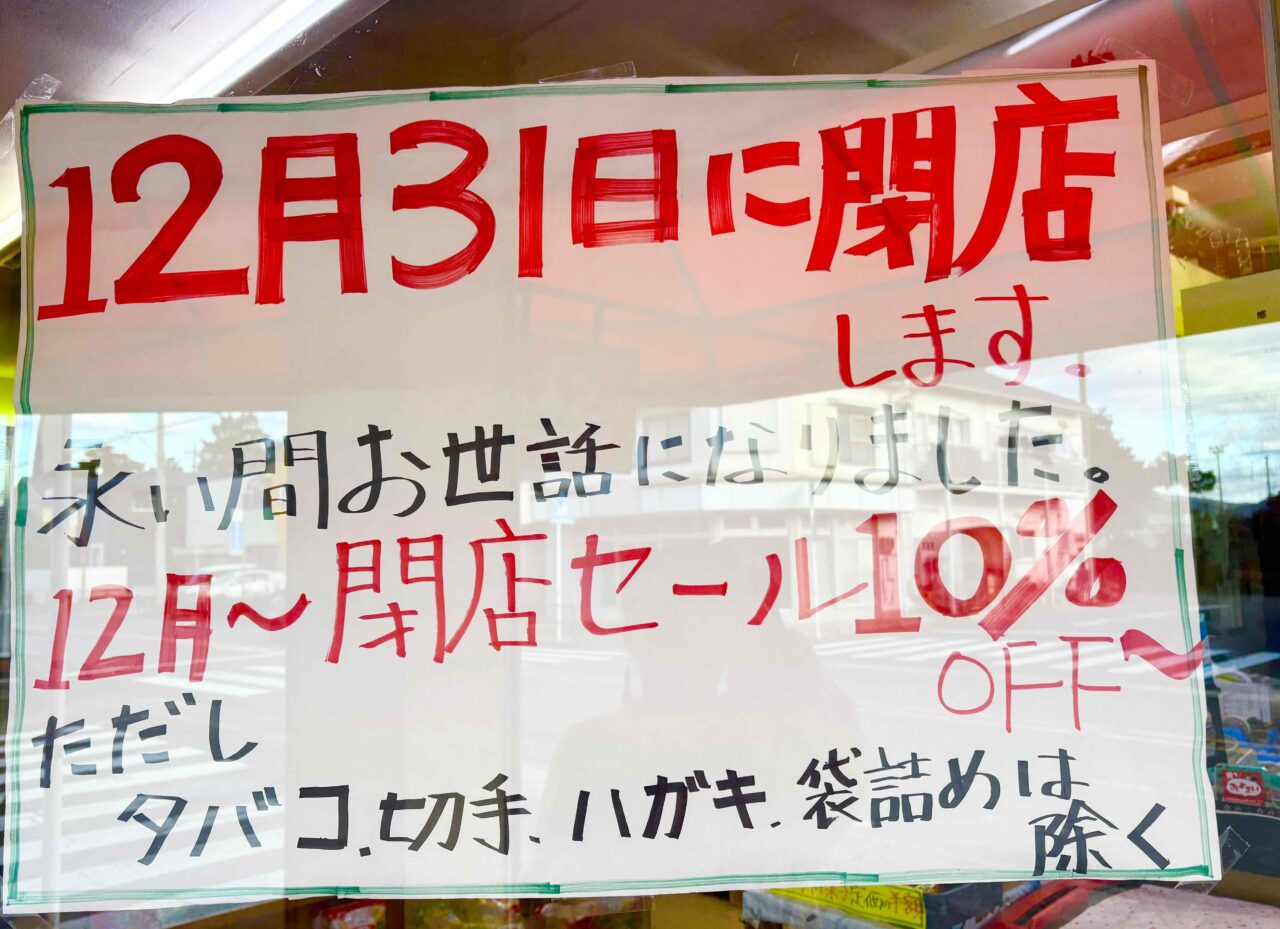 12月31日に閉店
します.
永い間お世話になりました。
12月〜閉店セール10%
OFF〜
ただし
タバコ.切手、ハガキ.袋詰めは
除く